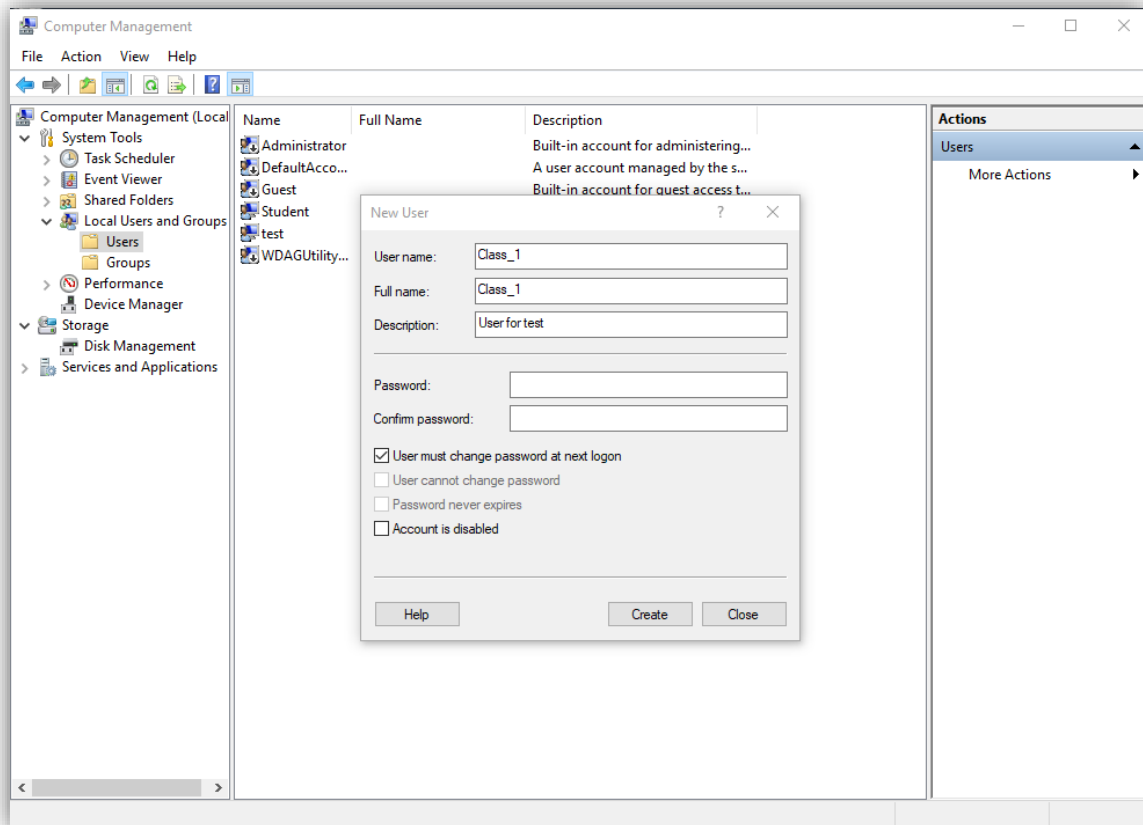 Computer Management
File Action View Help
Computer Management (Local
System Tools
Task Scheduler
Event Viewer
Shared Folders
Local Users and Groups
Users
Groups
Performance
Device Manager
Storage
Disk Management
Services and Applications
Name Full Name Description
Administrator Built-in account for administering...
DefaultAcco... A user account managed by the s...
Guest Built-in account for guest access t...
Student
test
WDAGUtility...
New User
User name: Class_1
Full name: Class_1
Description: User for test
Password:
Confirm password:
User must change password at next logon
User cannot change password
Password never expires
Account is disabled
Help Create Close
Actions
Users
More Actions